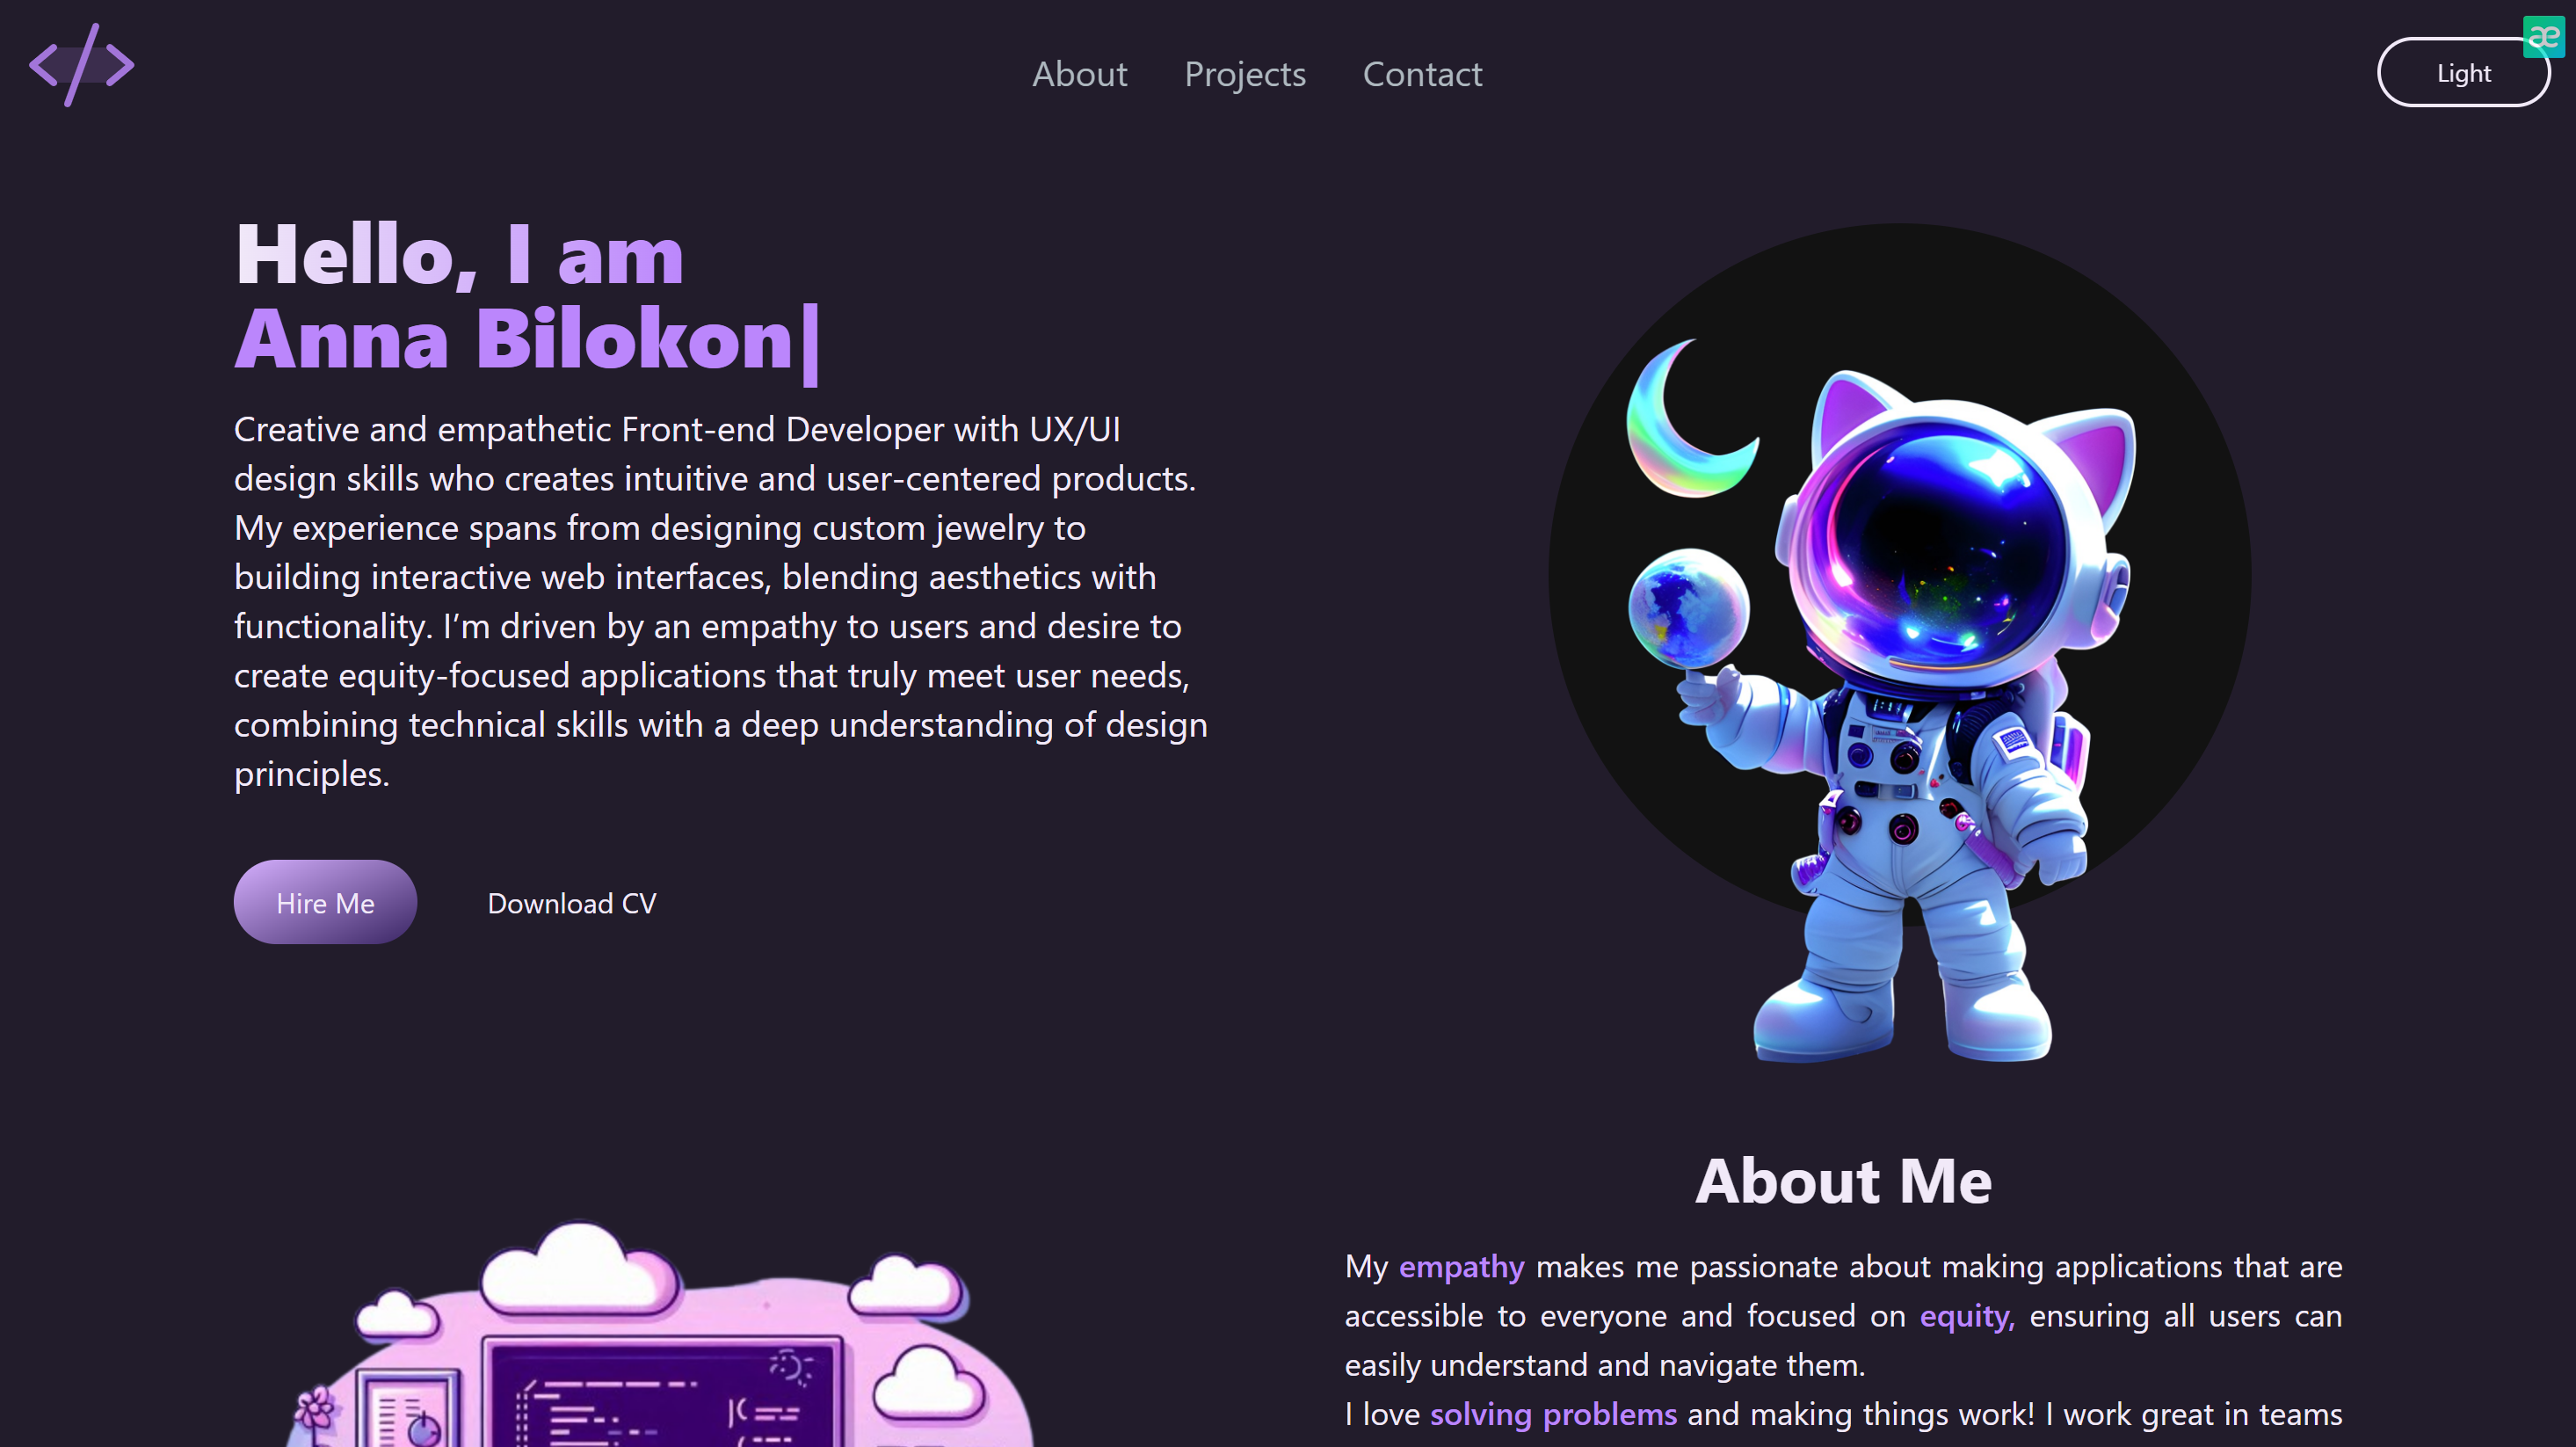 </>
About
Projects
Contact
Light
æ
Hello, I am
Anna Bilokon|
Creative and empathetic Front-end Developer with UX/UI
design skills who creates intuitive and user-centered products.
My experience spans from designing custom jewelry to
building interactive web interfaces, blending aesthetics with
functionality. I’m driven by an empathy to users and desire to
create equity-focused applications that truly meet user needs,
combining technical skills with a deep understanding of design
principles.
Hire Me
Download CV
About Me
My empathy makes me passionate about making applications that are
accessible to everyone and focused on equity, ensuring all users can
easily understand and navigate them.
I love solving problems and making things work! I work great in teams